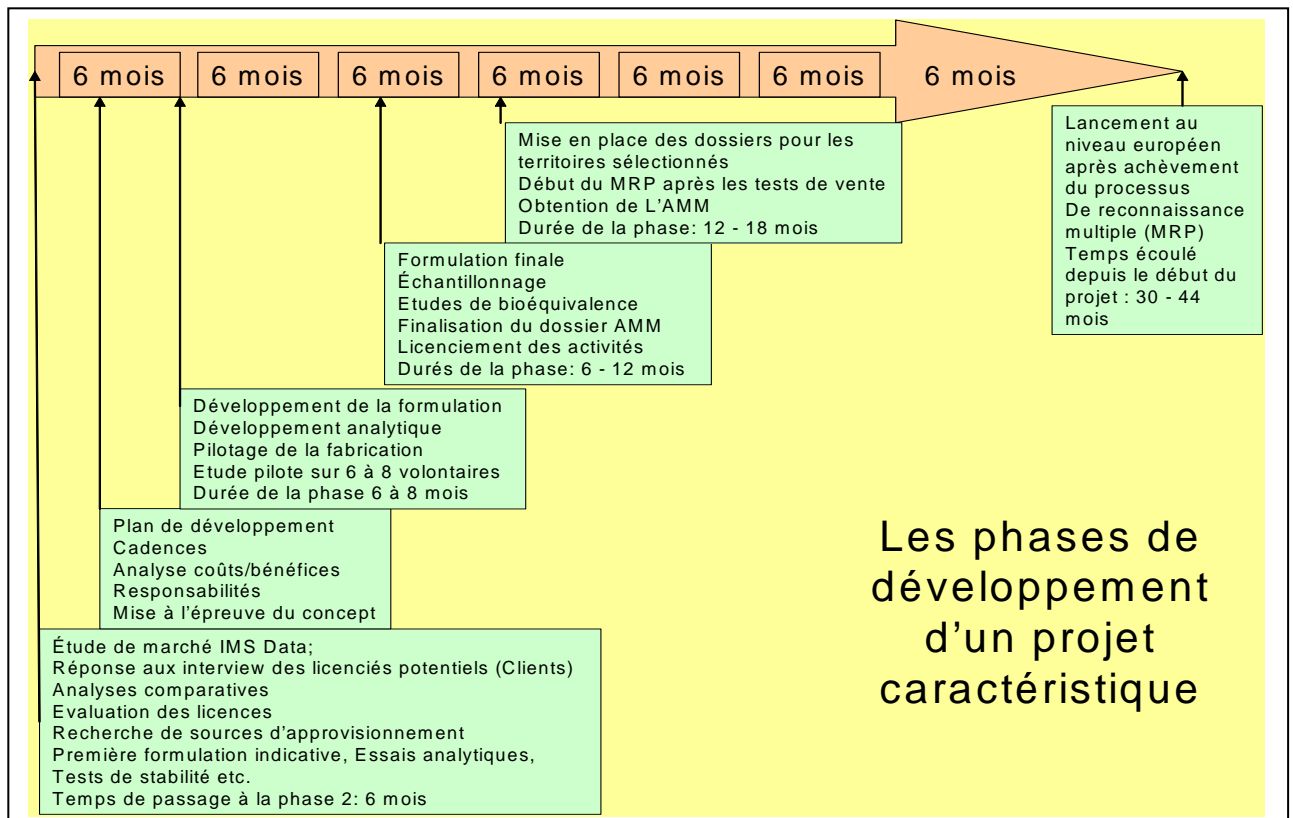 6 mois
6 mois
6 mois
6 mois
6 mois
6 mois
6 mois
Lancement au
niveau européen
après achèvement
du processus
De reconnaissance
multiple (MRP)
Temps écoulé
depuis le début du
projet : 30 - 44
mois
Mise en place des dossiers pour les
territoires sélectionnés
Début du MRP après les tests de vente
Obtention de L'AMM
Durée de la phase: 12 - 18 mois
Formulation finale
Échantillonnage
Etudes de bioéquivalence
Finalisation du dossier AMM
Licenciement des activités
Durés de la phase: 6 - 12 mois
Développement de la formulation
Développement analytique
Pilotage de la fabrication
Etude pilote sur 6 à 8 volontaires
Durée de la phase 6 à 8 mois
Plan de développement
Cadences
Analyse coûts/bénéfices
Responsabilités
Mise à l'épreuve du concept
Étude de marché IMS Data;
Réponse aux interview des licenciés potentiels (Clients)
Analyses comparatives
Evaluation des licences
Recherche de sources d'approvisionnement
Première formulation indicative, Essais analytiques,
Tests de stabilité etc.
Temps de passage à la phase 2: 6 mois
Les phases de
développement
d'un projet
caractéristique